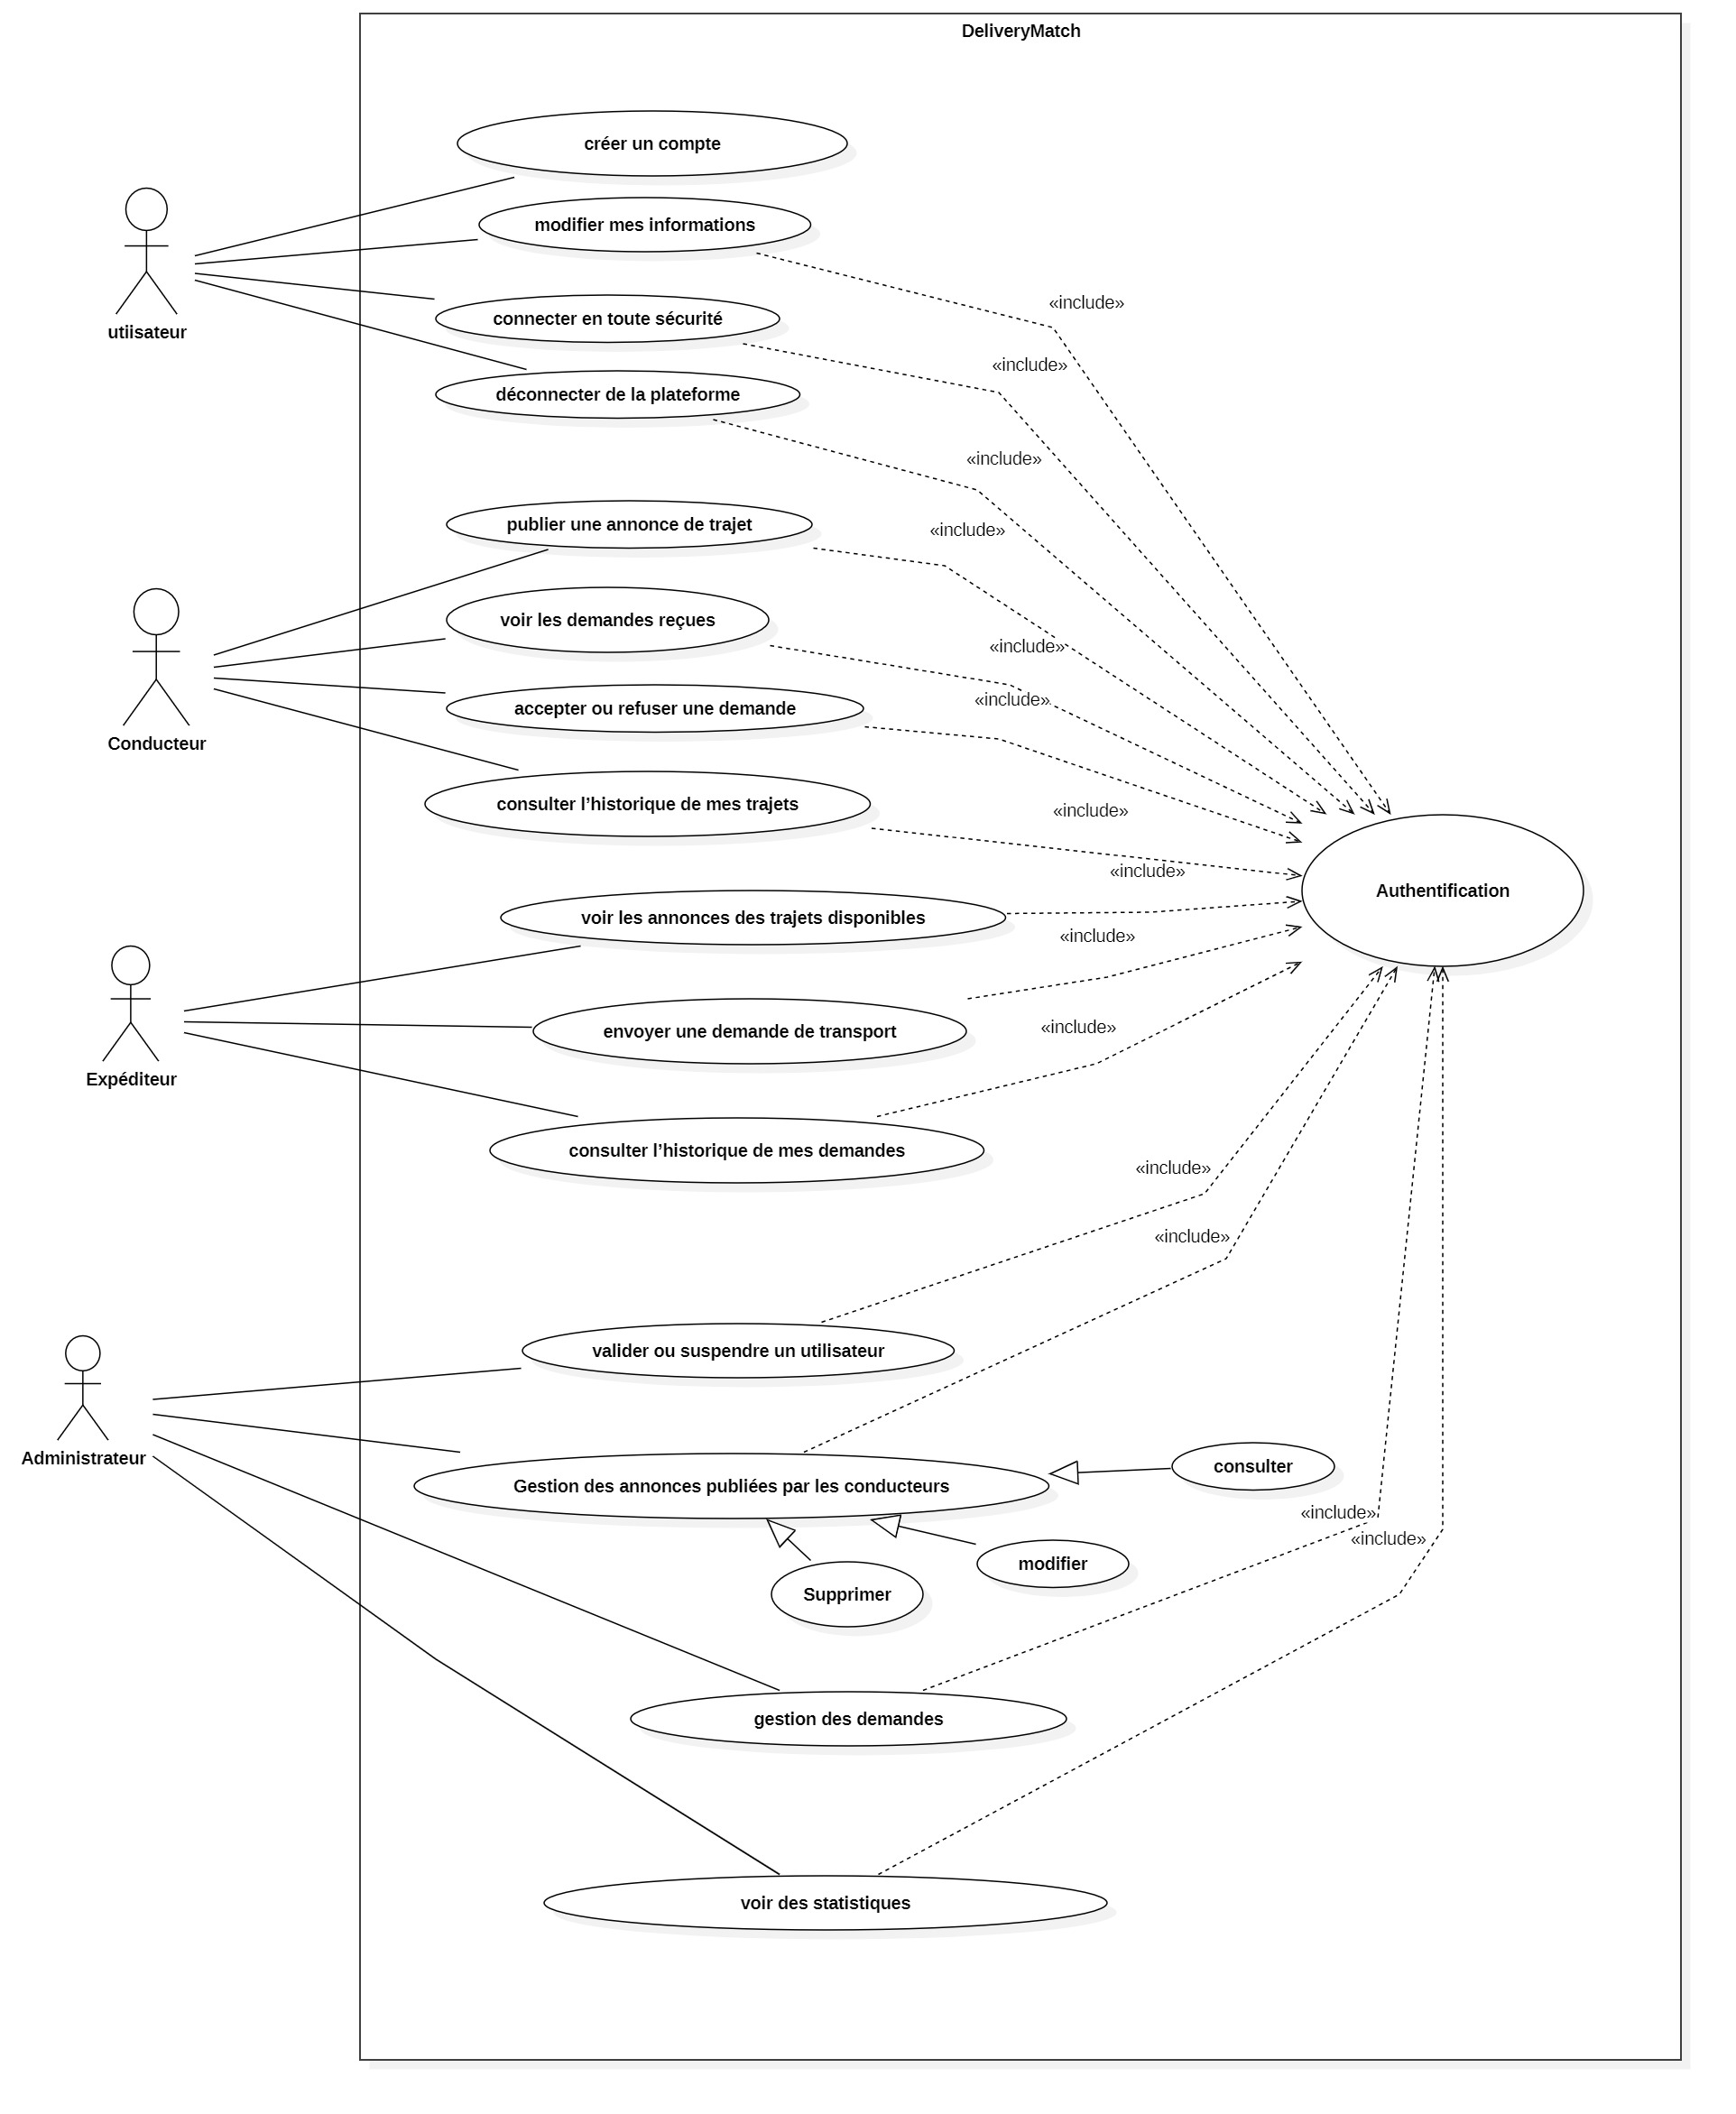 DeliveryMatch
créer un compte
modifier mes informations
«include»
connecter en toute sécurité
utiisateur
«include»
déconnecter de la plateforme
«include»
publier une annonce de trajet
«include»
voir les demandes reçues
«include»
«include»
accepter ou refuser une demande
Conducteur
consulter l’historique de mes trajets
«include»
«include»
Authentification
voir les annonces des trajets disponibles
«include»
«include»
envoyer une demande de transport
Expéditeur
consulter l’historique de mes demandes
«include»
«include»
valider ou suspendre un utilisateur
Administrateur
consulter
Gestion des annonces publiées par les conducteurs
«include»
«include»
modifier
Supprimer
gestion des demandes
voir des statistiques